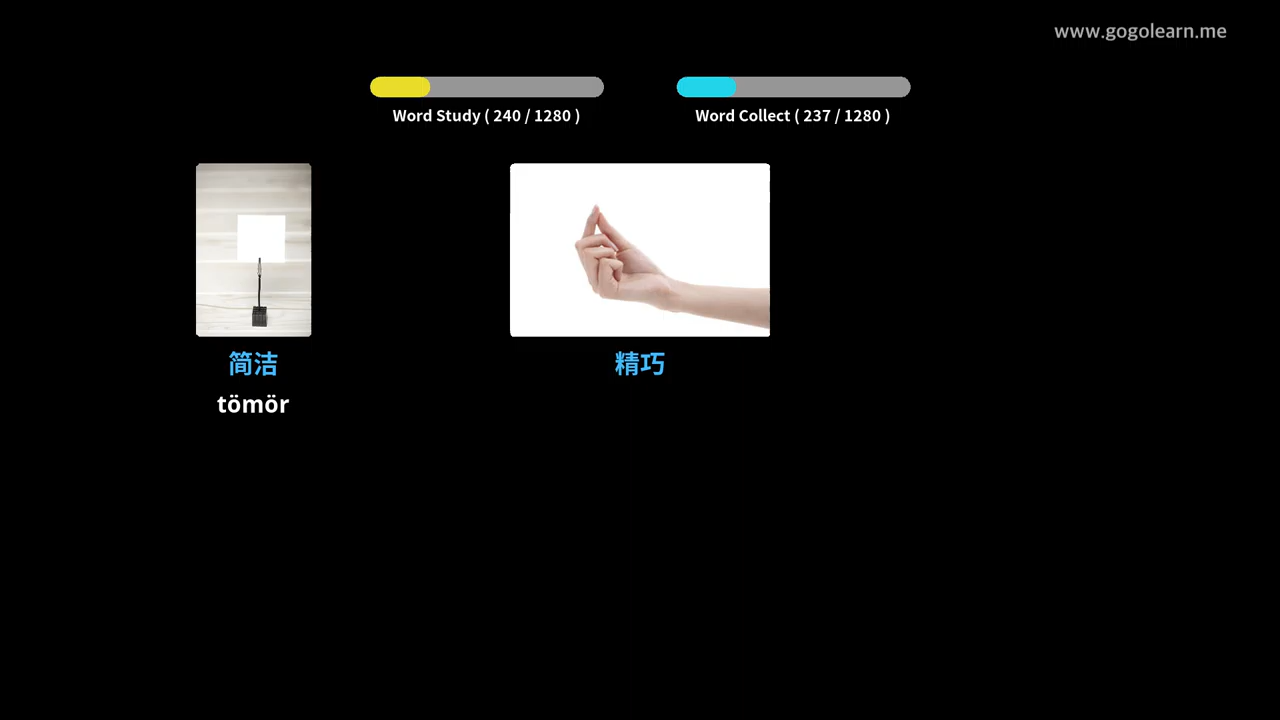 www.gogolearn.me
Word Study ( 240 / 1280 )
Word Collect ( 237 / 1280 )
简洁
精巧
tömör